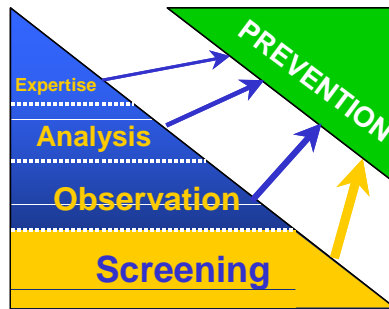 PREVENTION
Expertise
Analysis
Observation
Screening